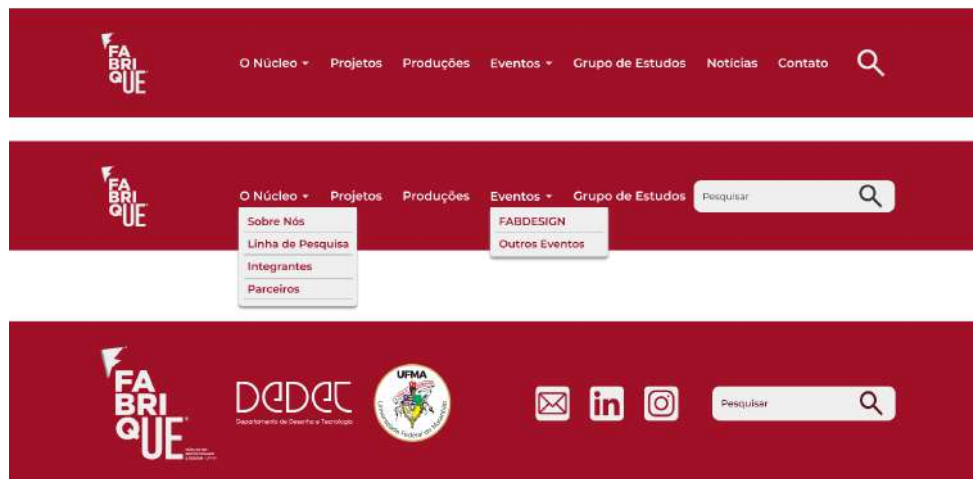 FA
BRI
QUE
O Núcleo Projetos Produções Eventos Grupo de Estudos Notícias Contato
FA
BRI
QUE
O Núcleo Projetos Produções Eventos Grupo de Estudos Pesquisar
Sobre Nós
Linha de Pesquisa
Integrantes
Parceiros
FABDESIGN
Outros Eventos
FA
BRI
QUE
DEDET
Departamento de Desenho e Tecnologia
UFMA
Universidade Federal do Maranhão
in
Pesquisar